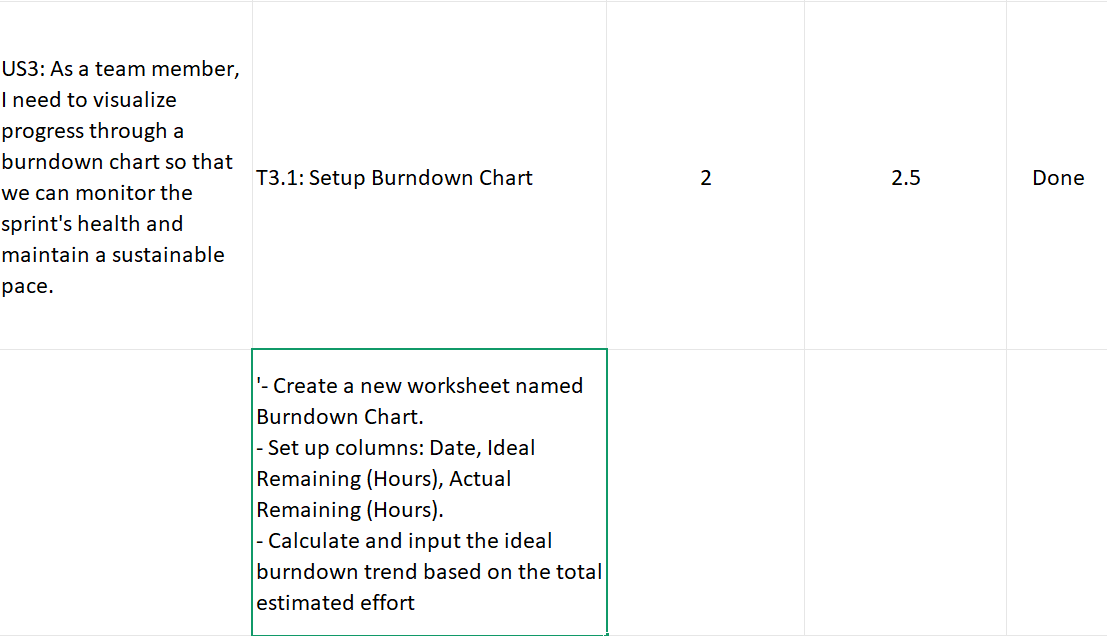 US3: As a team member,
I need to visualize
progress through a
burndown chart so that
we can monitor the
sprint's health and
maintain a sustainable
pace.
T3.1: Setup Burndown Chart
2
2.5
Done
'- Create a new worksheet named
Burndown Chart.
- Set up columns: Date, Ideal
Remaining (Hours), Actual
Remaining (Hours).
- Calculate and input the ideal
burndown trend based on the total
estimated effort